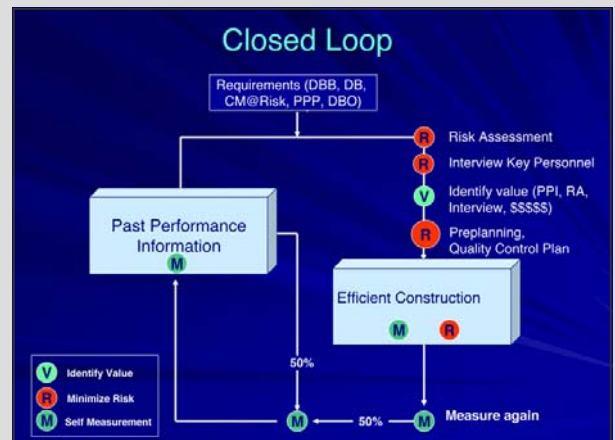 Closed Loop
Requirements (DBB, DB,
CM@Risk, PPP, DBO)
R Risk Assessment
R Interview Key Personnel
V Identify value (PPI, RA,
Interview, $$$$$)
R Preplanning,
Quality Control Plan
Past Performance
Information
M
Efficient Construction
M R
50%
V Identify Value
R Minimize Risk
M Self Measurement
M 50% M Measure again